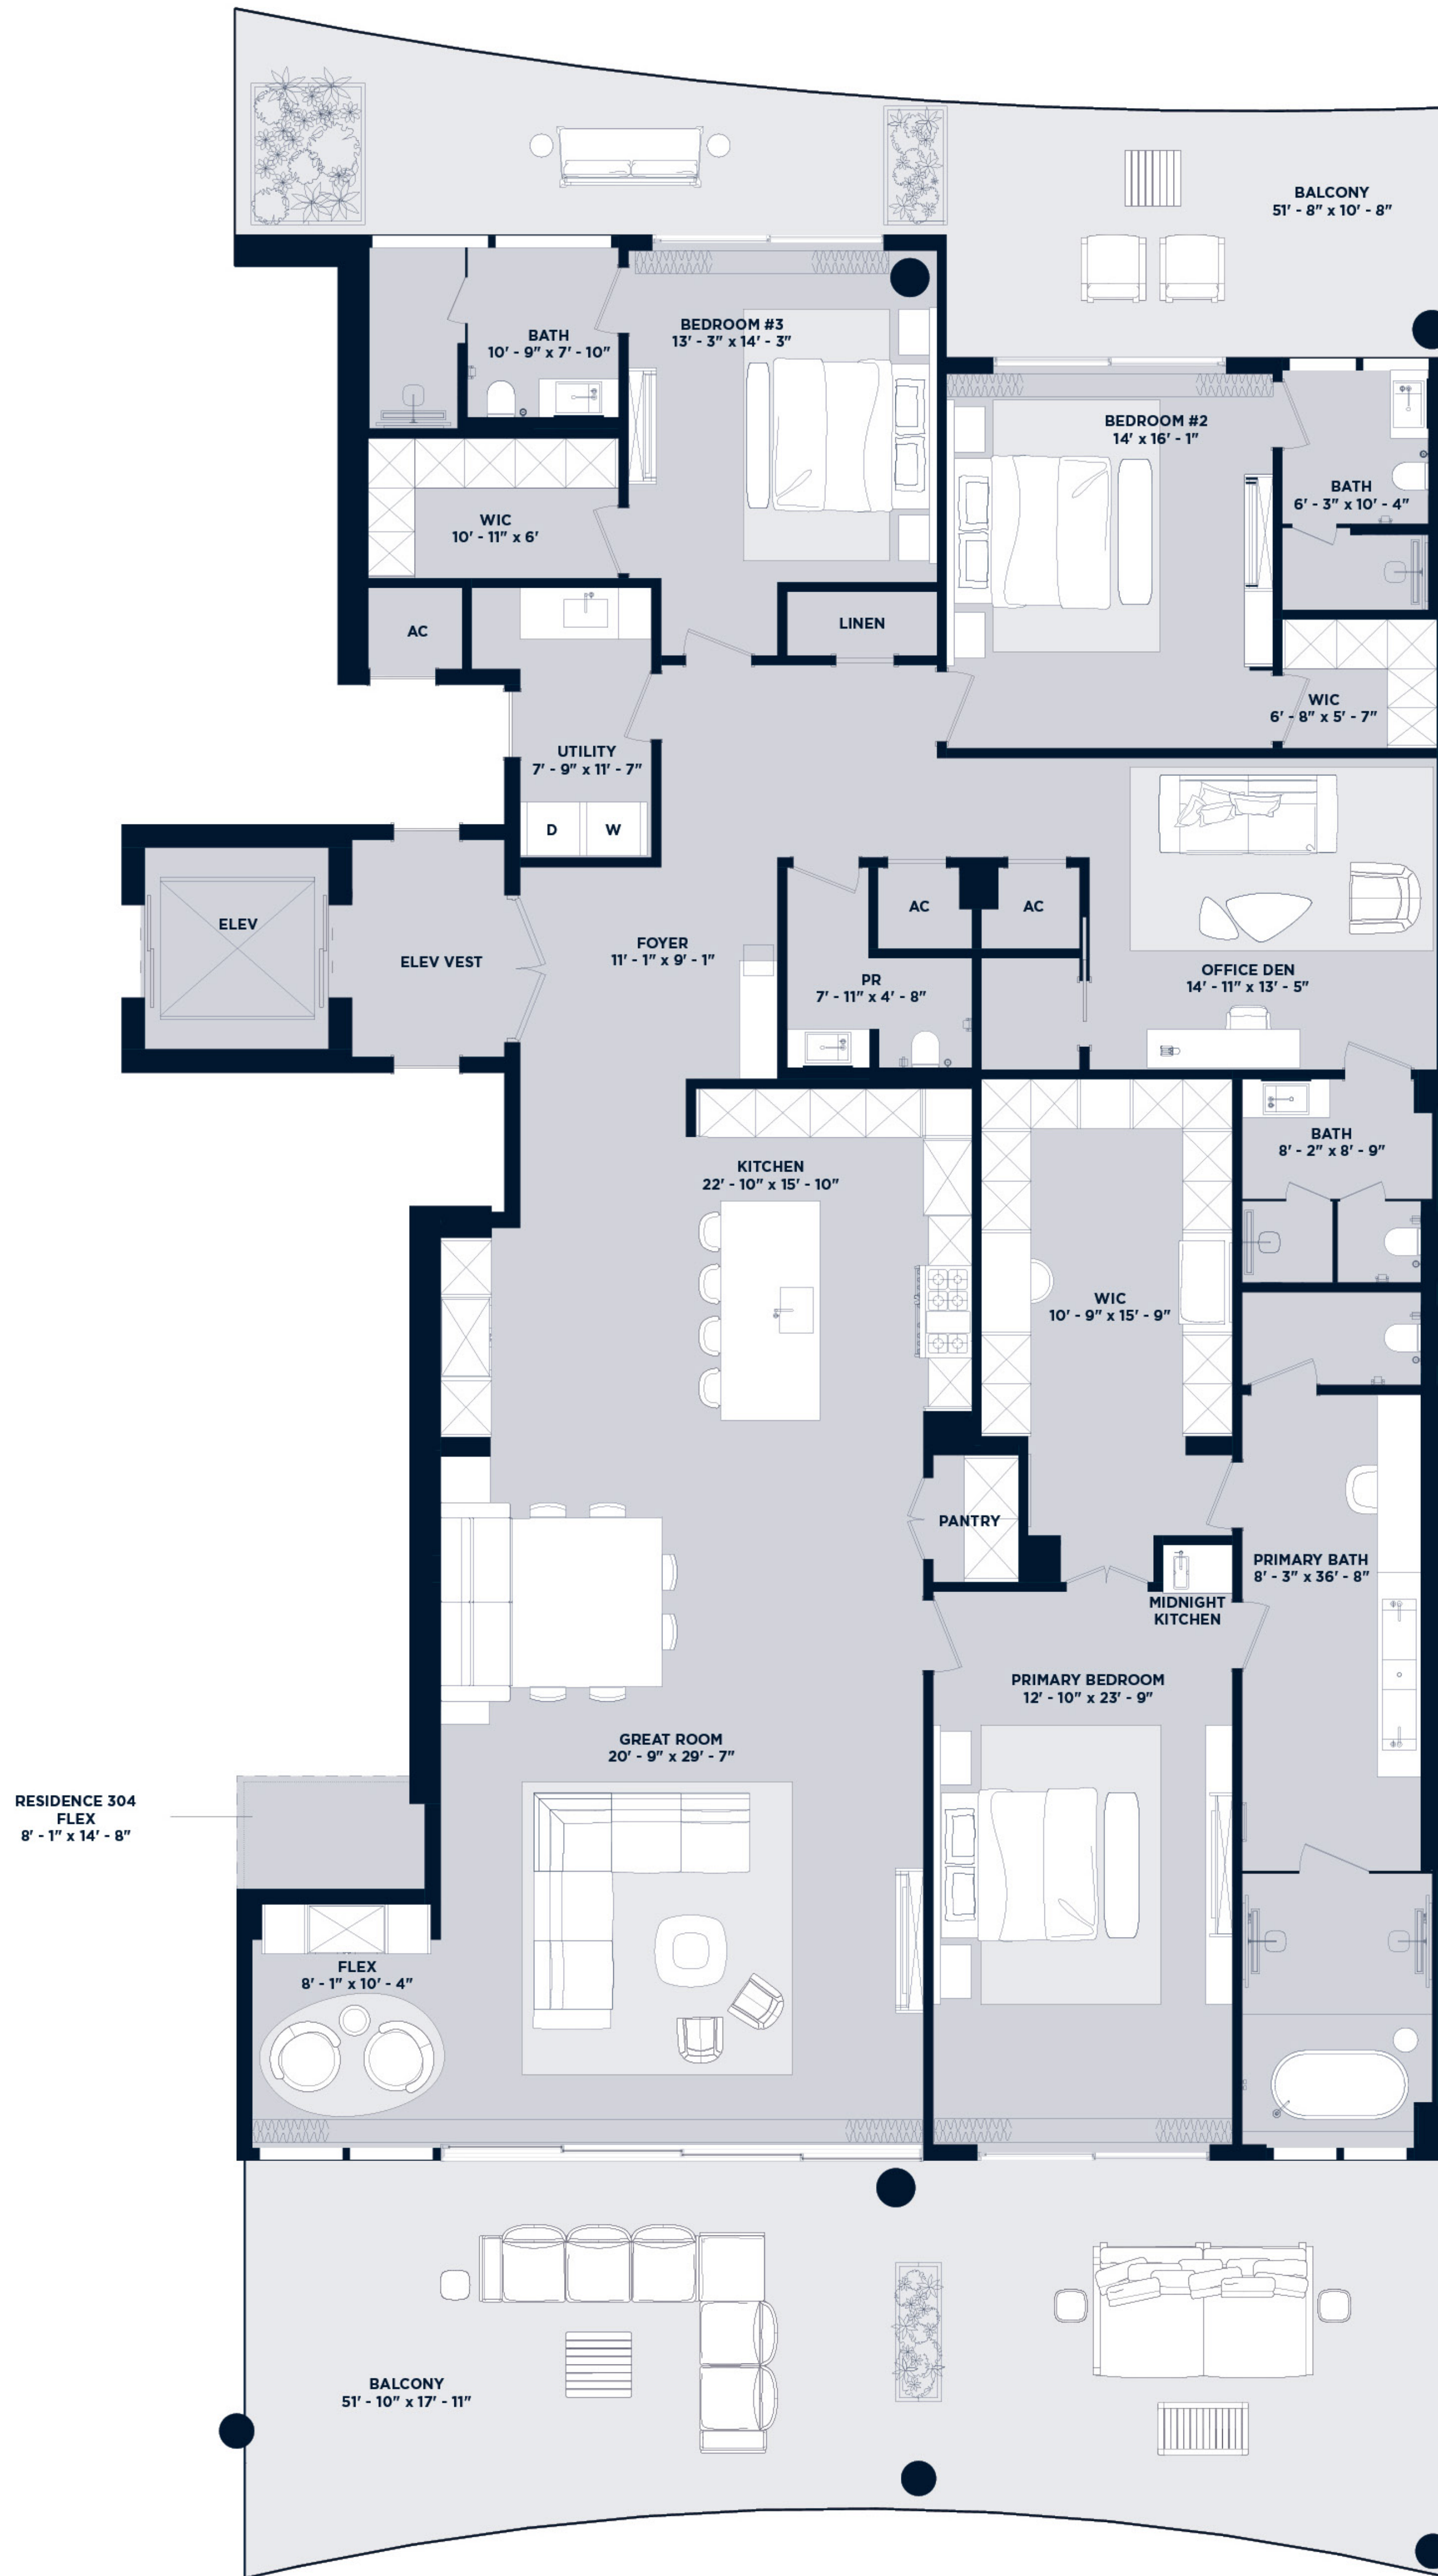 BALCONY
51' - 8" x 10' - 8"
BATH
10' - 9" x 7' - 10"
BEDROOM #3
13' - 3" x 14' - 3"
BEDROOM #2
14' x 16' - 1"
BATH
6' - 3" x 10' - 4"
WIC
10' - 11" x 6'
AC
LINEN
WIC
6' - 8" x 5' - 7"
UTILITY
7' - 9" x 11' - 7"
D
W
ELEV
ELEV VEST
FOYER
11' - 1" x 9' - 1"
AC
AC
PR
7' - 11" x 4' - 8"
OFFICE DEN
14' - 11" x 13' - 5"
KITCHEN
22' - 10" x 15' - 10"
BATH
8' - 2" x 8' - 9"
WIC
10' - 9" x 15' - 9"
PANTRY
PRIMARY BATH
8' - 3" x 36' - 8"
MIDNIGHT
KITCHEN
PRIMARY BEDROOM
12' - 10" x 23' - 9"
GREAT ROOM
20' - 9" x 29' - 7"
RESIDENCE 304
FLEX
8' - 1" x 14' - 8"
FLEX
8' - 1" x 10' - 4"
BALCONY
51' - 10" x 17' - 11"